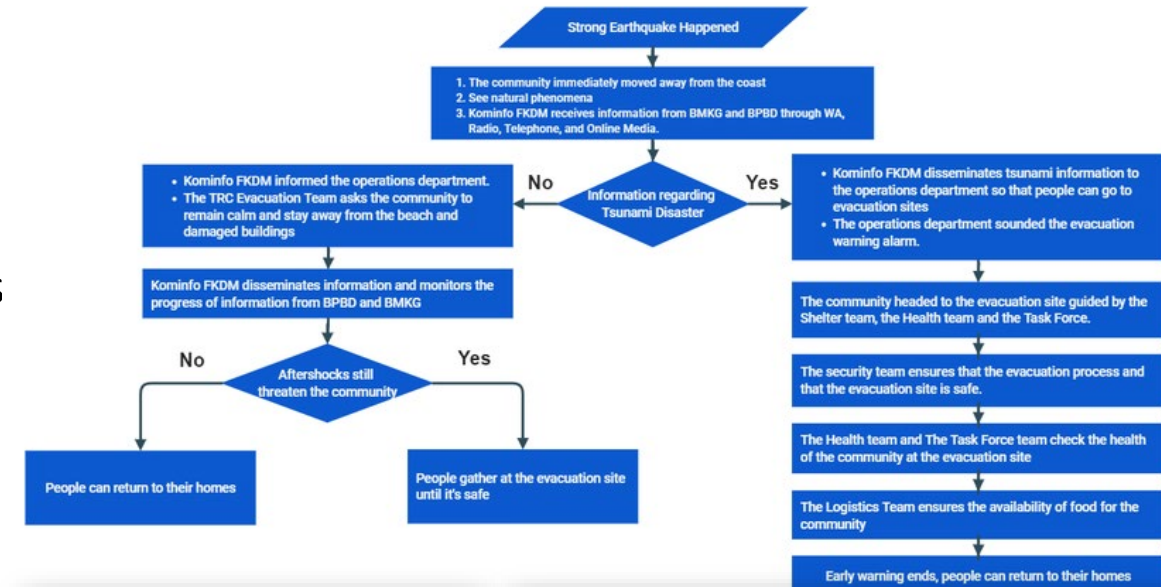 Strong Earthquake Happened
1. The community immediately moved away from the coast
2. See natural phenomena
3. Kominfo FKDM receives information from BMKG and BPBD through WA,
Radio, Telephone, and Online Media.
Information regarding
Tsunami Disaster
No
Yes
• Kominfo FKDM informed the operations department.
• The TRC Evacuation Team asks the community to
remain calm and stay away from the beach and
damaged buildings
Kominfo FKDM disseminates information and monitors the
progress of information from BPBD and BMKG
Aftershocks still
threaten the community
No
Yes
People can return to their homes
People gather at the evacuation site
until it's safe
• Kominfo FKDM disseminates tsunami information to
the operations department so that people can go to
evacuation sites
• The operations department sounded the evacuation
warning alarm.
The community headed to the evacuation site guided by the
Shelter team, the Health team and the Task Force.
The security team ensures that the evacuation process and
that the evacuation site is safe.
The Health team and The Task Force team check the health
of the community at the evacuation site
The Logistics Team ensures the availability of food for the
community
Early warning ends, people can return to their homes